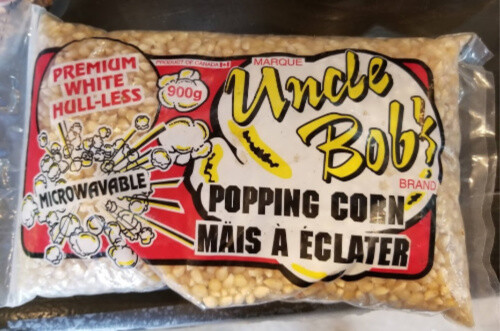 PREMIUM
WHITE
HULL-LESS
PRODUCT OF CANADA
900g
MARQUE
Uncle
Bob's
BRAND
MICROWAVABLE
POPPING CORN
MÄIS À ÉCLATER